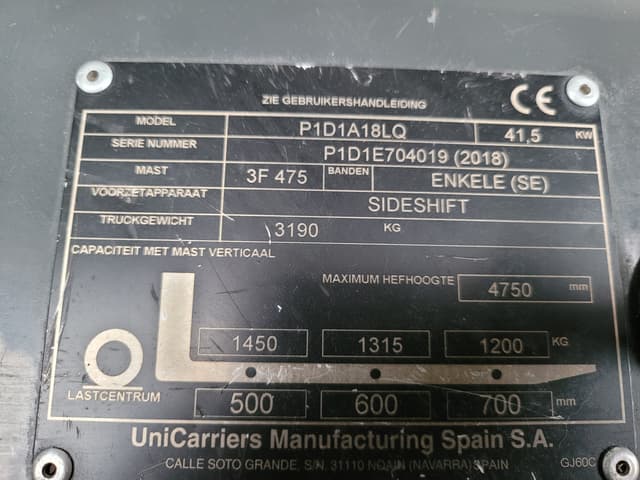 ZIE GEBRUIKERSHANDLEIDING
CE
MODEL P1D1A18LQ 41,5 KW
SERIE NUMMER P1D1E704019 (2018)
MAST 3F 475 BANDEN ENKELE (SE)
VOORZETAPPARAAT SIDESHIFT
TRUCKGEWICHT 3190 KG
CAPACITEIT MET MAST VERTICAAL
MAXIMUM HEFHOOGTE 4750 mm
1450 1315 1200 KG
LASTCENTRUM
500 600 700 mm
UniCarriers Manufacturing Spain S.A.
CALLE SOTO GRANDE, S/N, 31110 NOAIN (NAVARRA) SPAIN GJ60C